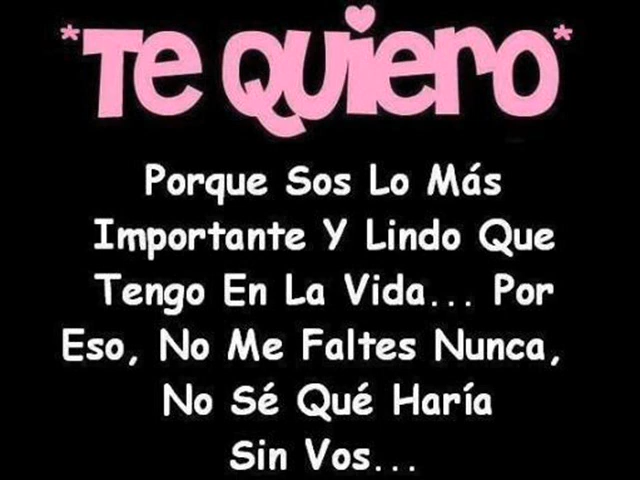 *TE QUIERO*
Porque Sos Lo Más
Importante Y Lindo Que
Tengo En La Vida... Por
Eso, No Me Faltes Nunca,
No Sé Qué Haría
Sin Vos...